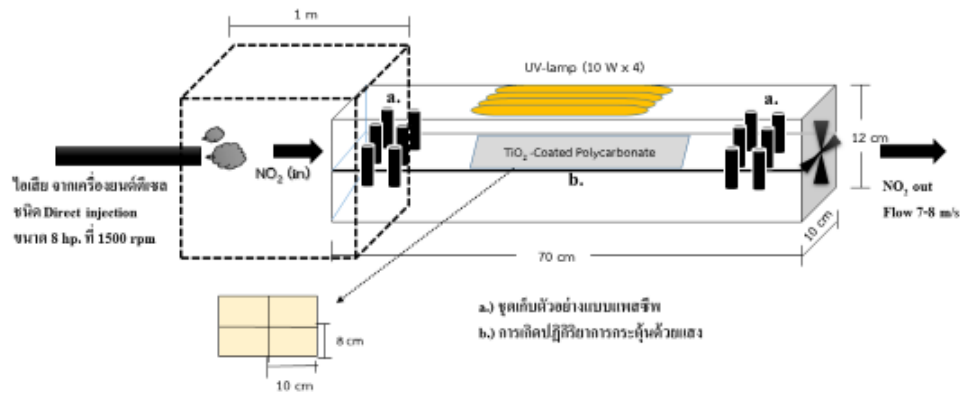 1 m
UV-lamp (10 W x 4)
a.
a.
12 cm
TiO2 -Coated Polycarbonate
NO2 (in)
b.
ไอเสีย จากเครื่องยนต์ดีเซล
ชนิด Direct injection
ขนาด 8 hp. ที่ 1500 rpm
NO2 out
Flow 7-8 m/s
10 cm
70 cm
a.) ชุดเก็บตัวอย่างแบบแพสซีฟ
b.) การเกิดปฏิกิริยาการกระตุ้นด้วยแสง
8 cm
10 cm